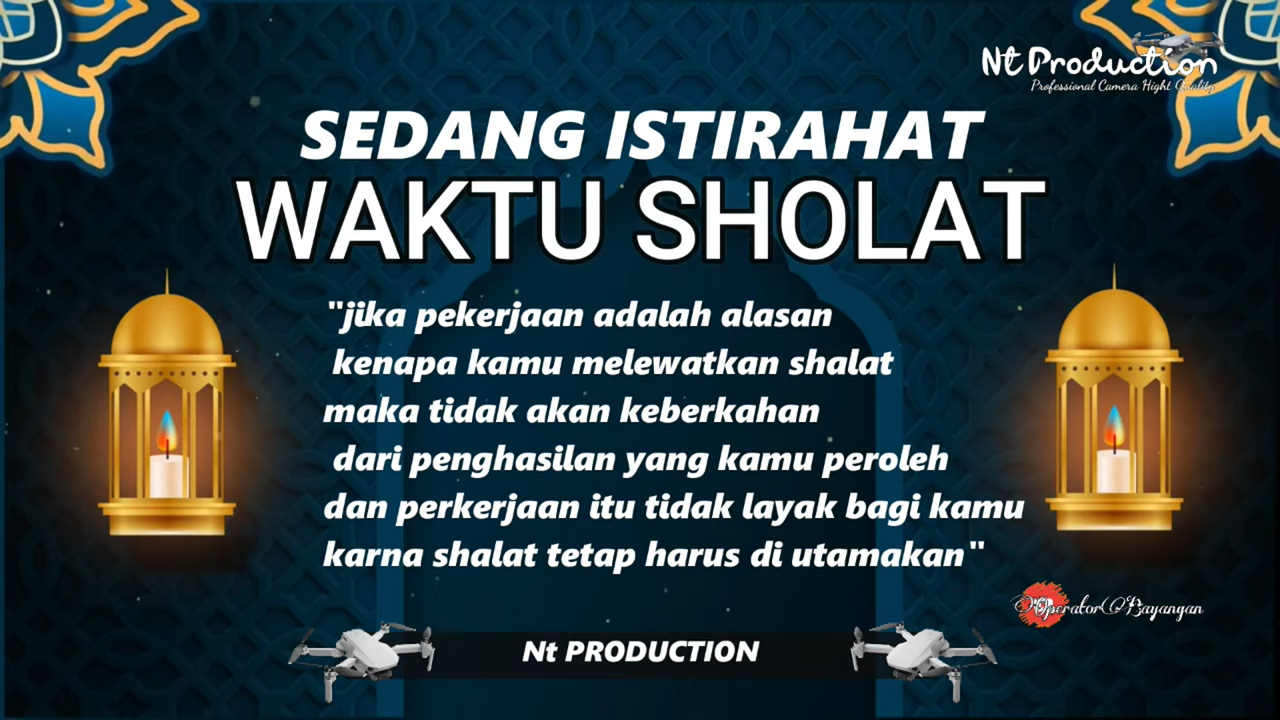 Nt Production
Professional Camera Hight Quality
SEDANG ISTIRAHAT
WAKTU SHOLAT
"jika pekerjaan adalah alasan
kenapa kamu melewatkan shalat
maka tidak akan keberkahan
dari penghasilan yang kamu peroleh
dan perkerjaan itu tidak layak bagi kamu
karna shalat tetap harus di utamakan"
Operator Bayangan
Nt PRODUCTION